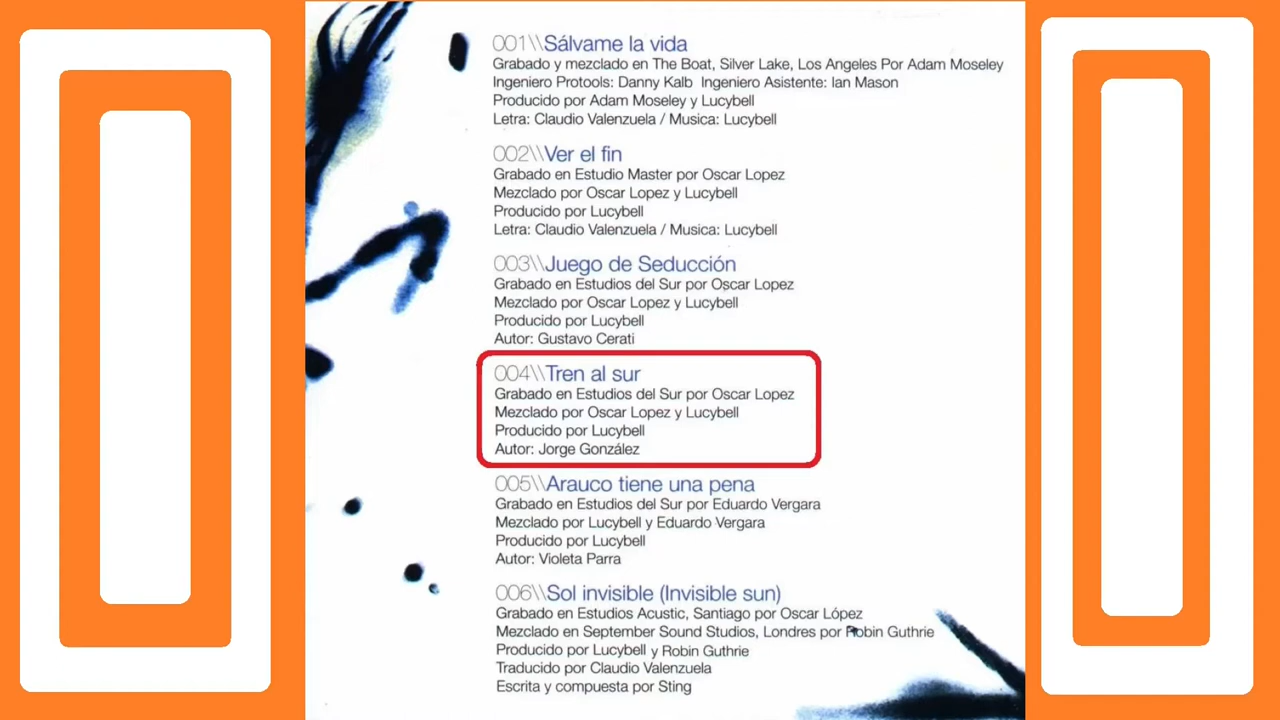 001\\Sálvame la vida
Grabado y mezclado en The Boat, Silver Lake, Los Angeles Por Adam Moseley
Ingeniero Protools: Danny Kalb  Ingeniero Asistente: Ian Mason
Producido por Adam Moseley y Lucybell
Letra: Claudio Valenzuela / Musica: Lucybell
002\\Ver el fin
Grabado en Estudio Master por Oscar Lopez
Mezclado por Oscar Lopez y Lucybell
Producido por Lucybell
Letra: Claudio Valenzuela / Musica: Lucybell
003\\Juego de Seducción
Grabado en Estudios del Sur por Oscar Lopez
Mezclado por Oscar Lopez y Lucybell
Producido por Lucybell
Autor: Gustavo Cerati
004\\Tren al sur
Grabado en Estudios del Sur por Oscar Lopez
Mezclado por Oscar Lopez y Lucybell
Producido por Lucybell
Autor: Jorge González
005\\Arauco tiene una pena
Grabado en Estudios del Sur por Eduardo Vergara
Mezclado por Lucybell y Eduardo Vergara
Producido por Lucybell
Autor: Violeta Parra
006\\Sol invisible (Invisible sun)
Grabado en Estudios Acustic, Santiago por Oscar López
Mezclado en September Sound Studios, Londres por Robin Guthrie
Producido por Lucybell y Robin Guthrie
Traducido por Claudio Valenzuela
Escrita y compuesta por Sting